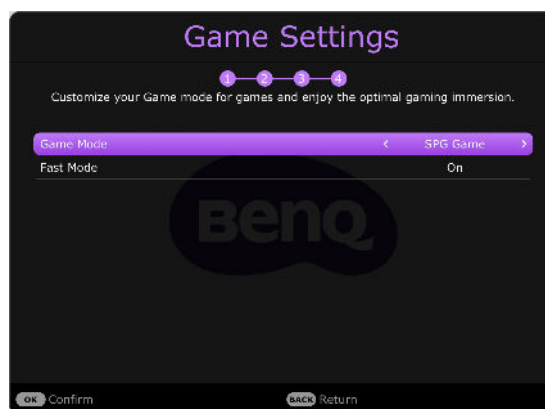 Game Settings
1 2 3 4
Customize your Game mode for games and enjoy the optimal gaming immersion.
Game Mode < SPG Game >
Fast Mode On
BenQ
OK Confirm BACK Return